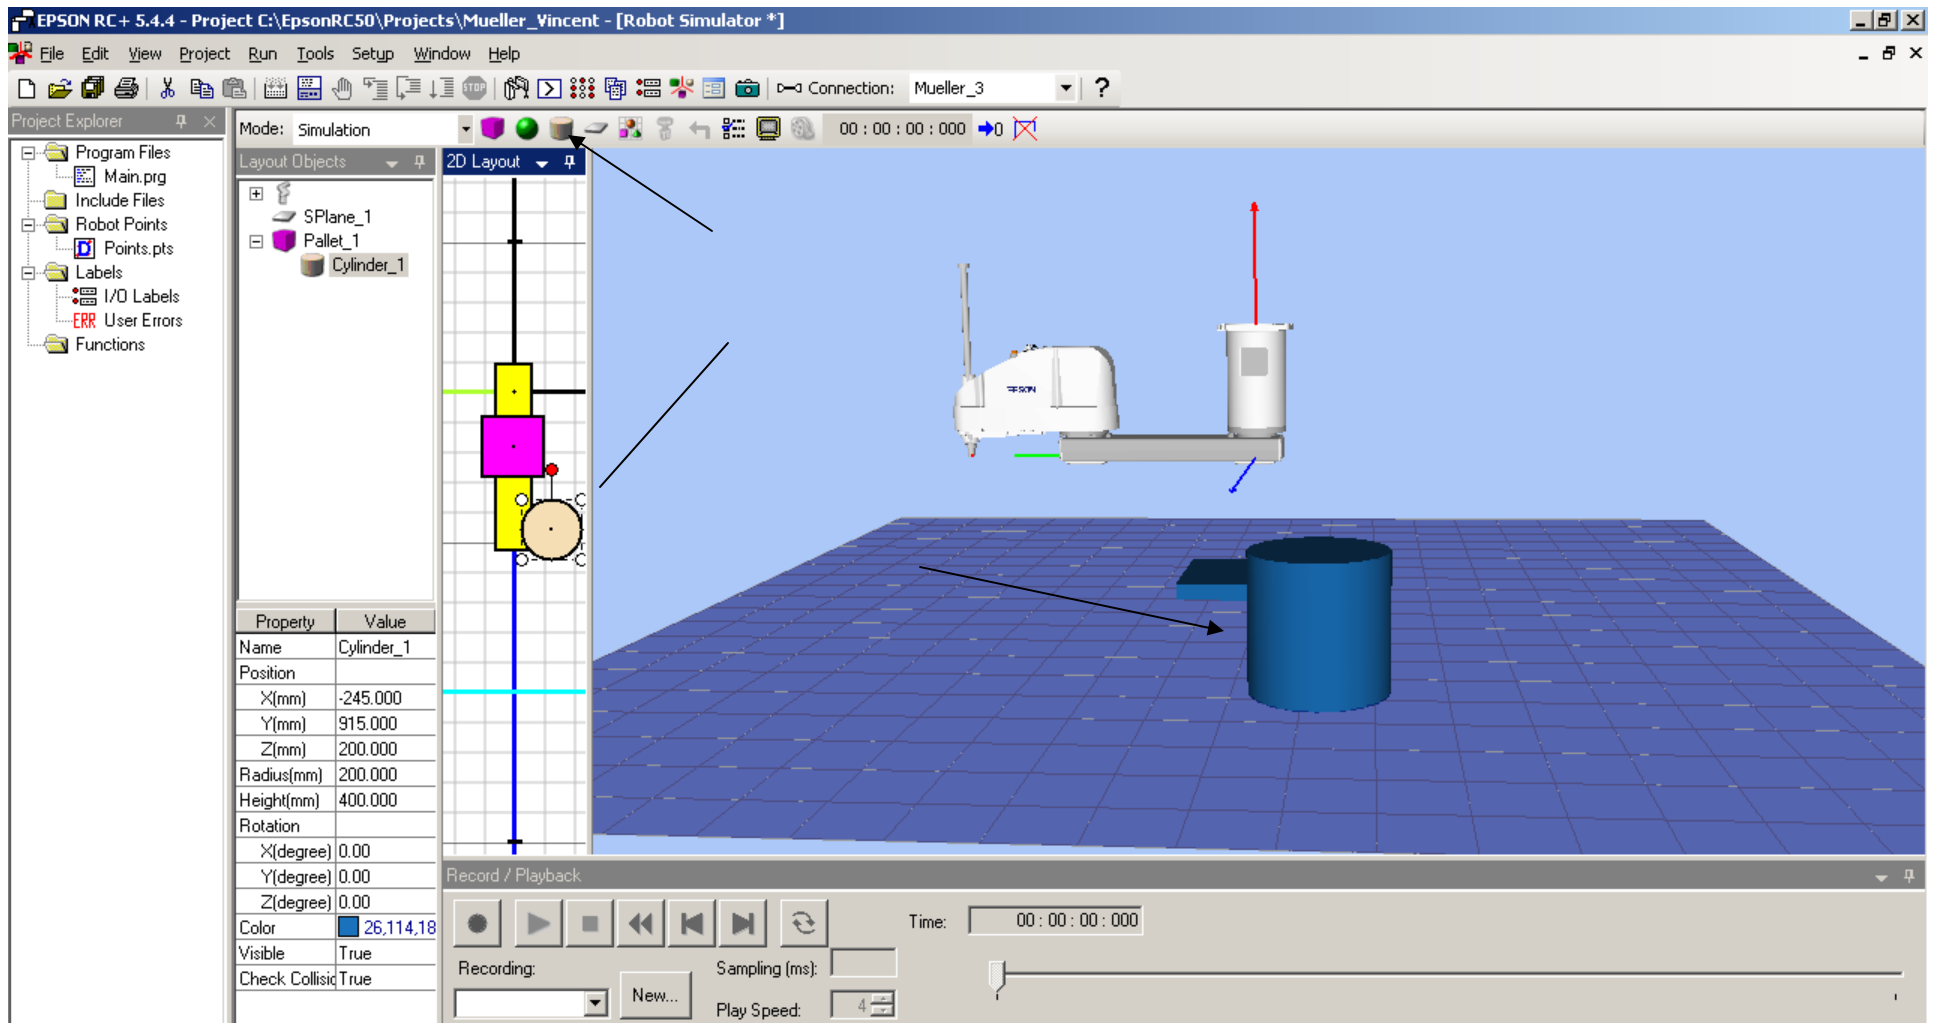 EPSON RC+ 5.4.4 - Project C:\EpsonRC50\Projects\Mueller_Vincent - [Robot Simulator *]
File Edit View Project Run Tools Setup Window Help
STOP Connection: Mueller_3 ?
Project Explorer
Program Files
Main.prg
Include Files
Robot Points
Points.pts
Labels
I/O Labels
ERR User Errors
Functions
Mode: Simulation 00 : 00 : 00 : 000 0
Layout Objects
SPlane_1
Pallet_1
Cylinder_1
2D Layout
EPSON
Property Value
Name Cylinder_1
Position
X(mm) -245.000
Y(mm) 915.000
Z(mm) 200.000
Radius(mm) 200.000
Height(mm) 400.000
Rotation
X(degree) 0.00
Y(degree) 0.00
Z(degree) 0.00
Color 26,114,18
Visible True
Check Collisic True
Record / Playback
Time: 00 : 00 : 00 : 000
Recording:
New...
Sampling (ms):
Play Speed: 4